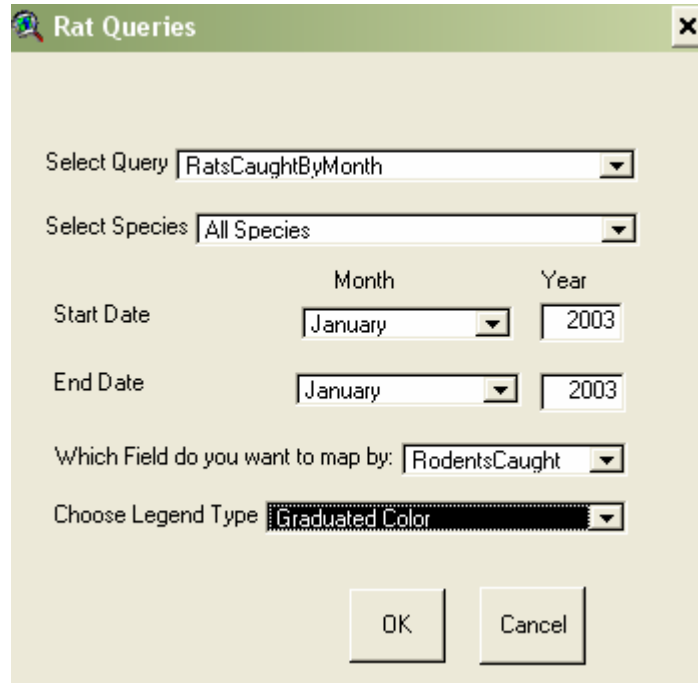 Rat Queries
Select Query RatsCaughtByMonth
Select Species All Species
Month Year
Start Date January 2003
End Date January 2003
Which Field do you want to map by: RodentsCaught
Choose Legend Type Graduated Color
OK Cancel